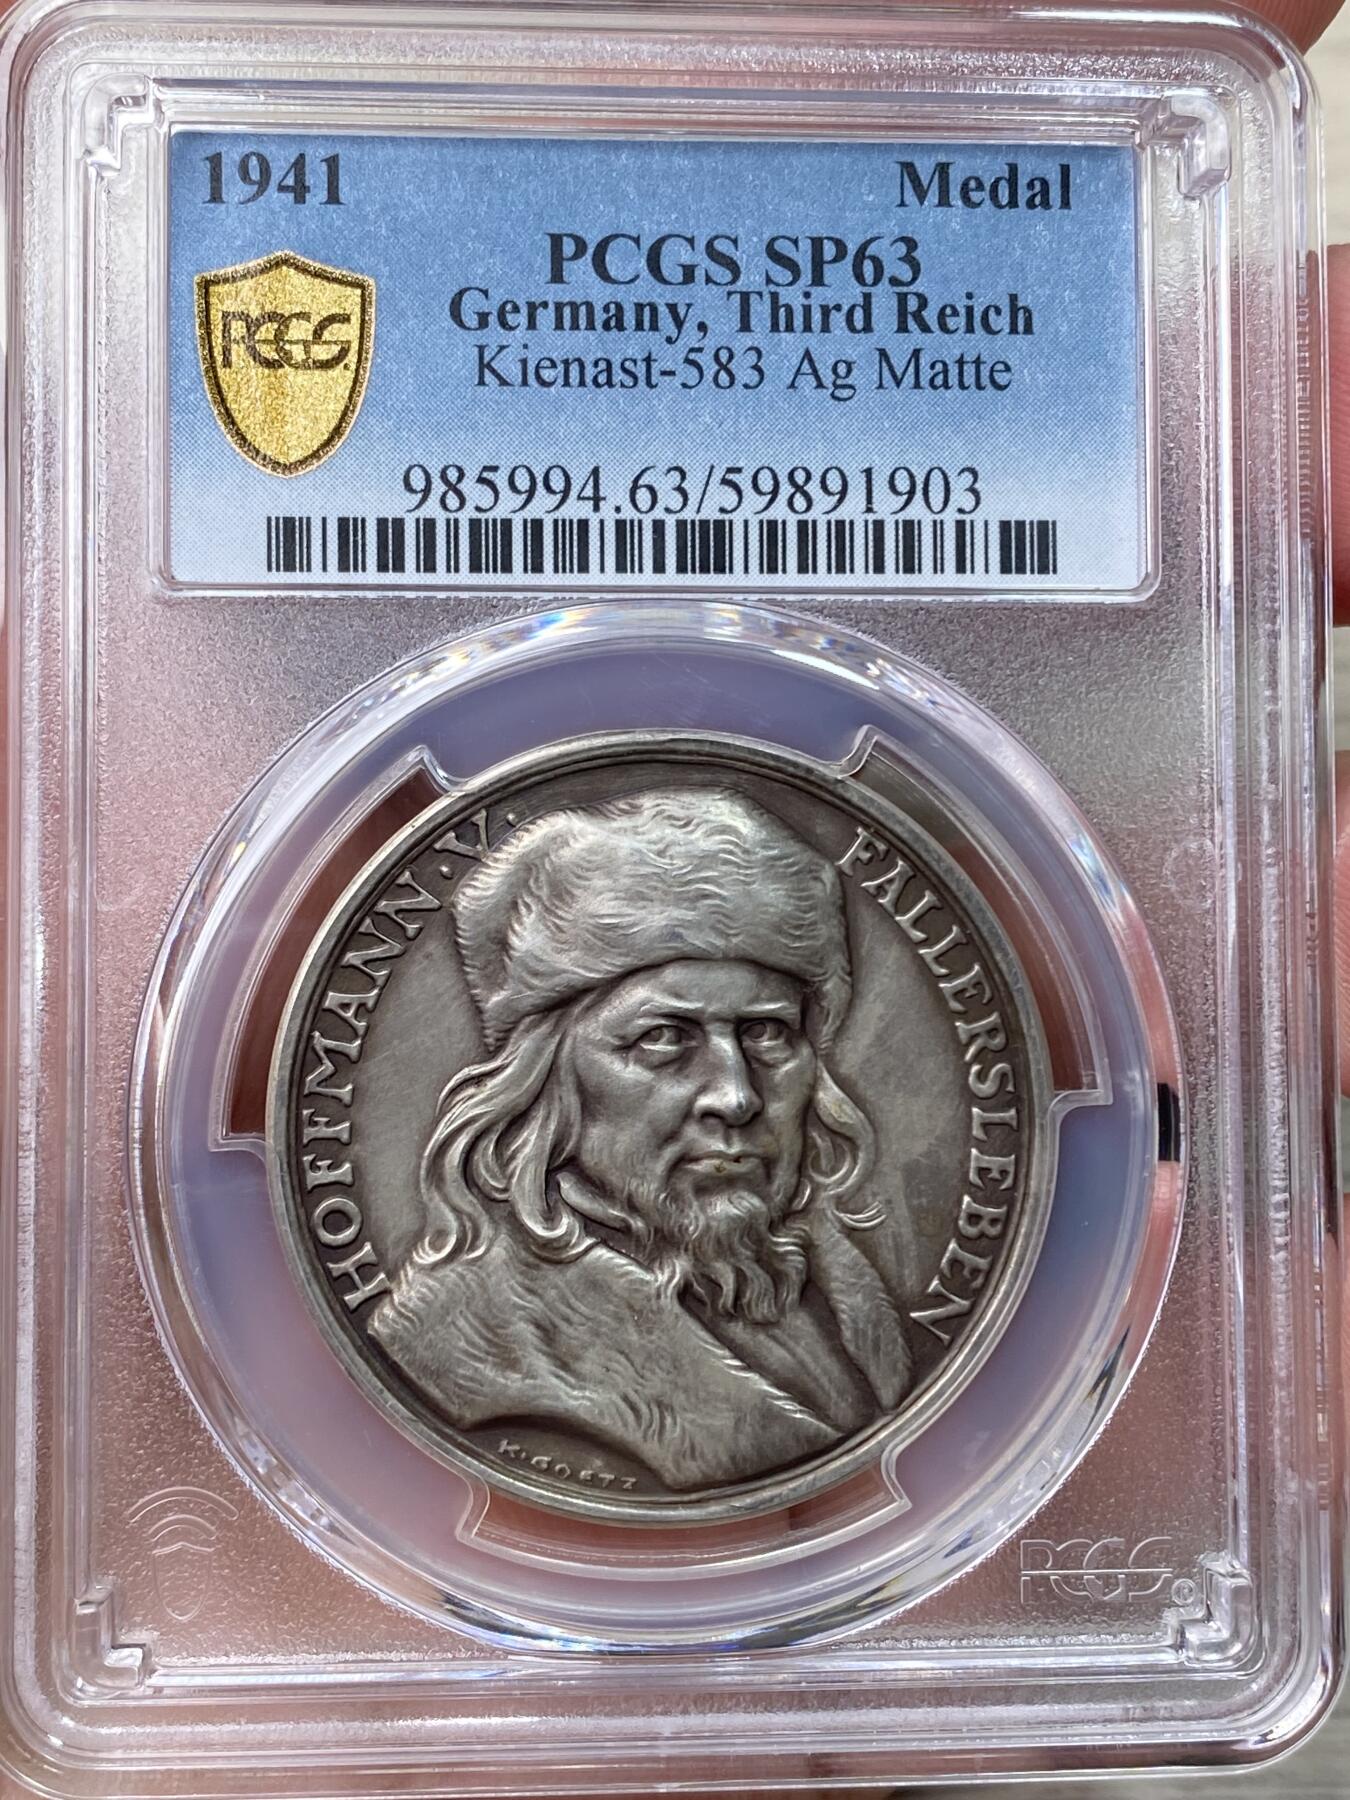 1941
Medal
PCGS SP63
Germany, Third Reich
PCGS
Kienast-583 Ag Matte
985994.63/59891903
HOFFMANN·V· FALLERSLEBEN
K·GOETZ
PCGS